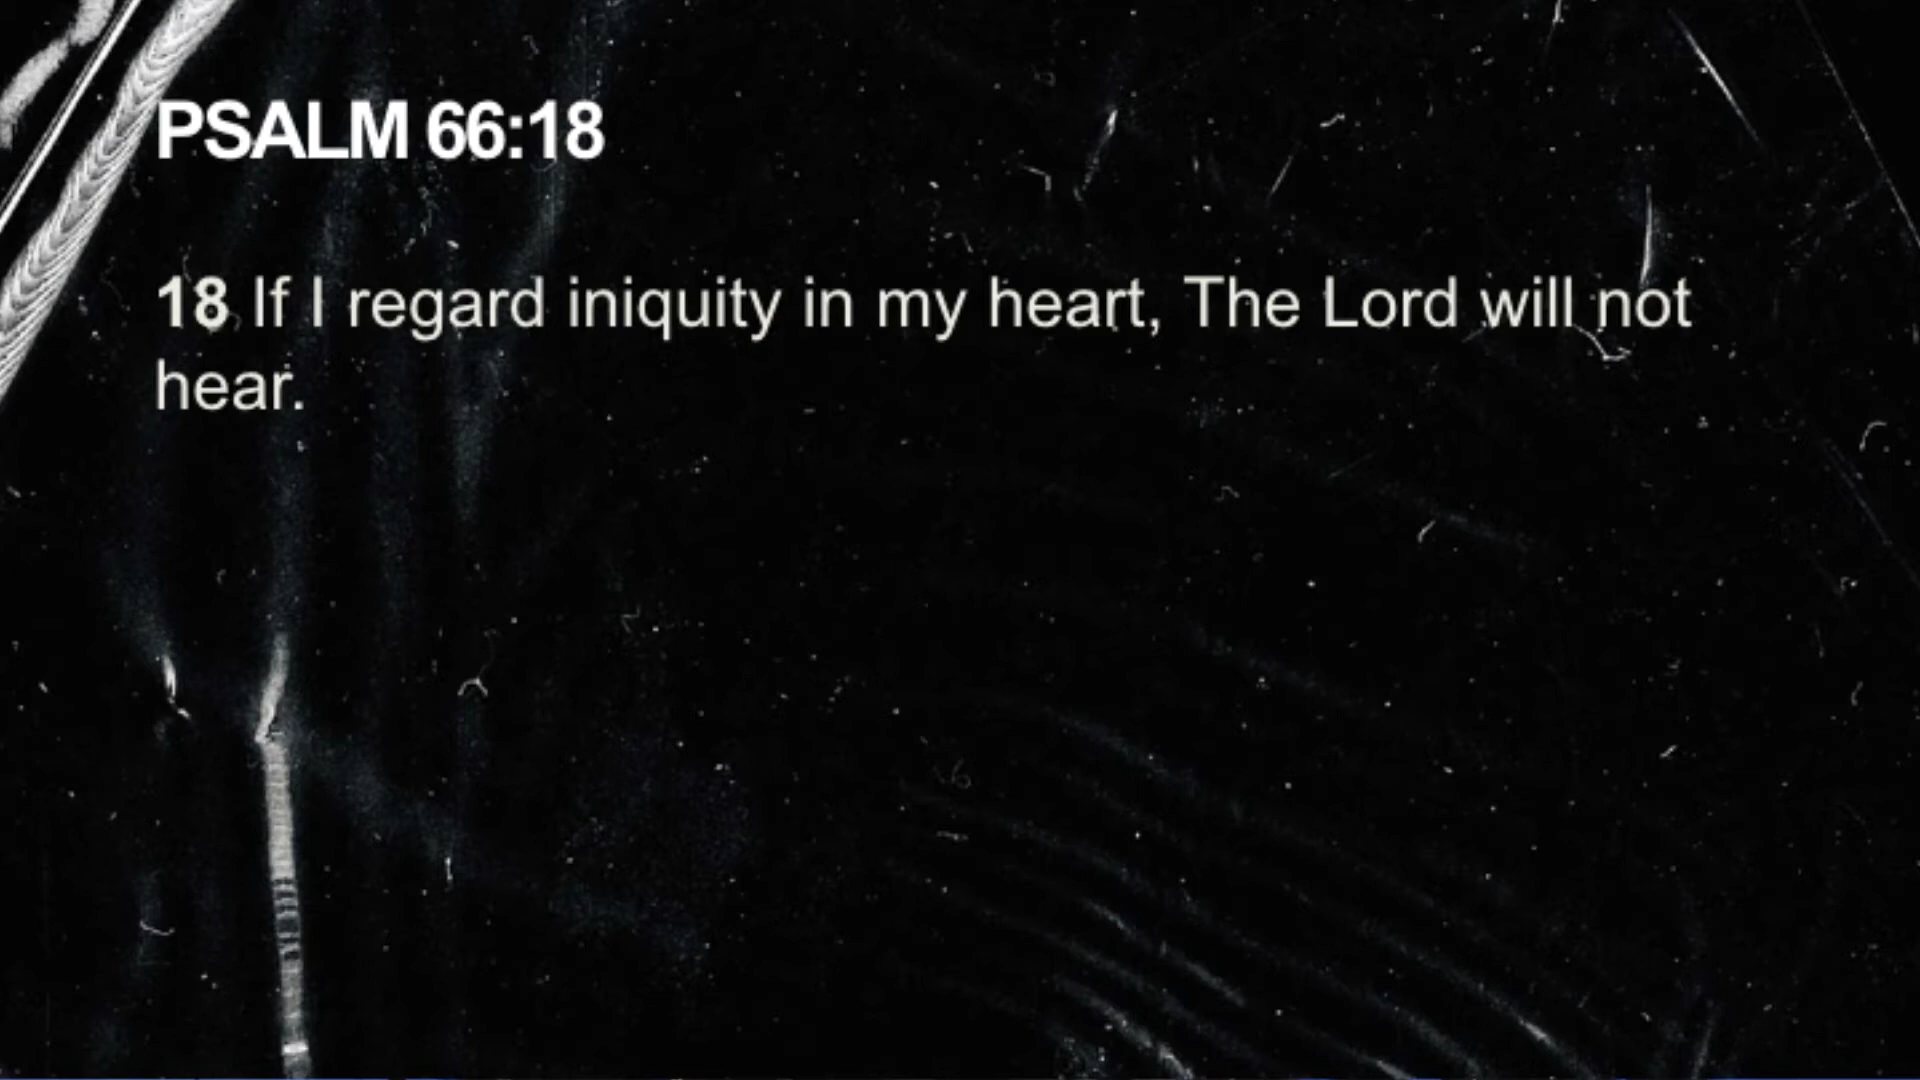 PSALM 66:18
18 If I regard iniquity in my heart, The Lord will not
hear.